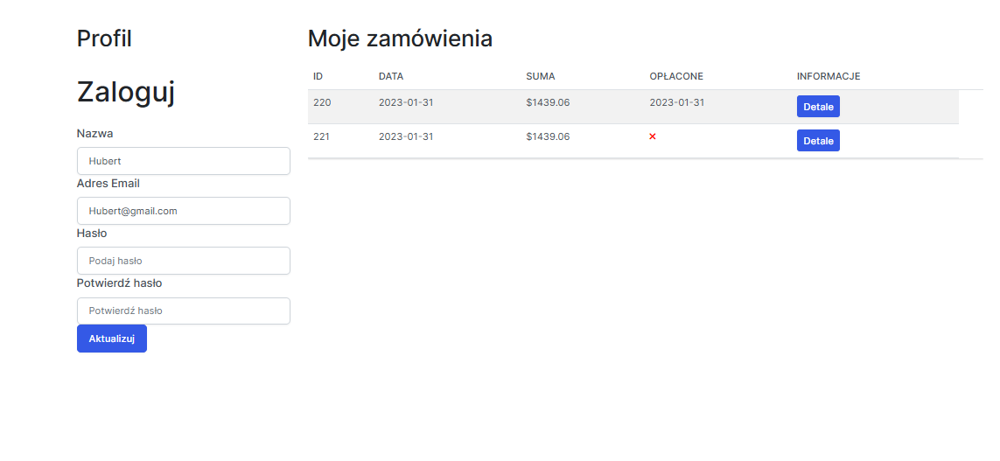 Profil
Zaloguj
Nazwa
Hubert
Adres Email
Hubert@gmail.com
Hasło
Podaj hasło
Potwierdź hasło
Potwierdź hasło
Aktualizuj
Moje zamówienia
ID DATA SUMA OPŁACONE INFORMACJE
220 2023-01-31 $1439.06 2023-01-31 Detale
221 2023-01-31 $1439.06 Detale